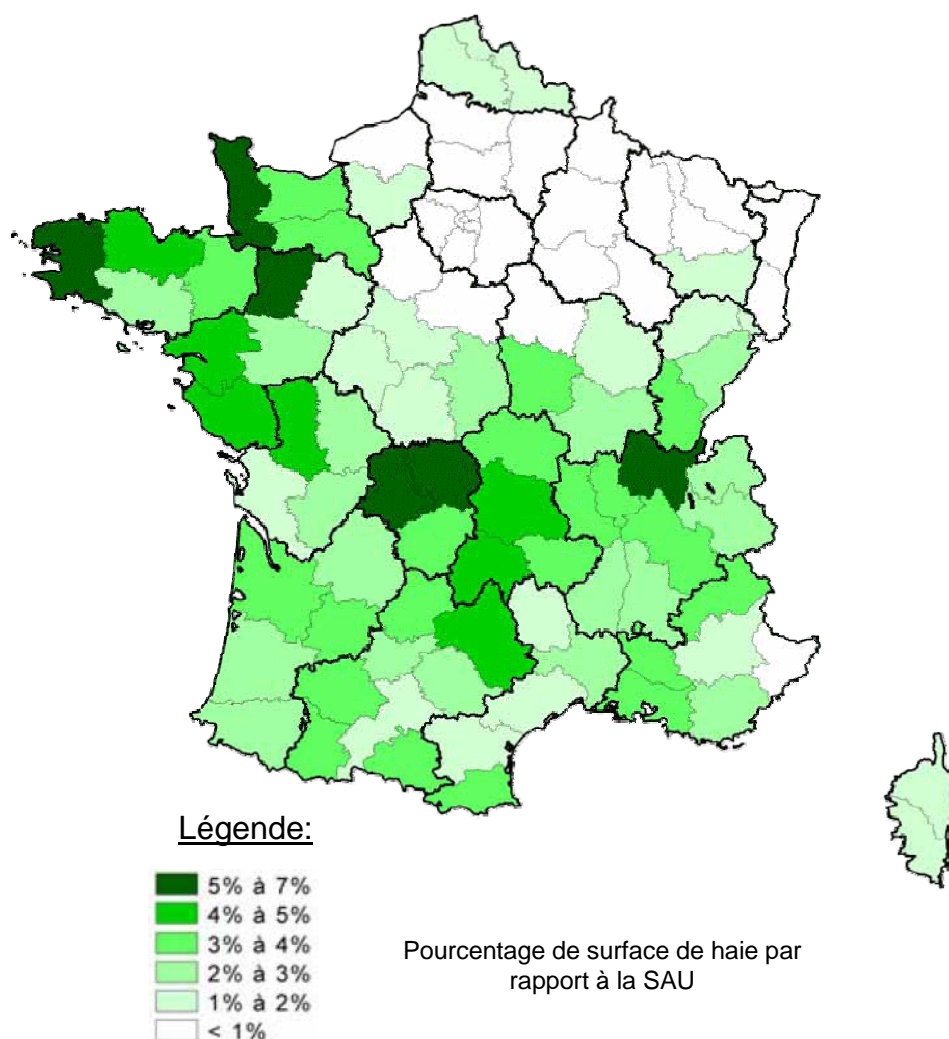 Légende:
5% à 7%
4% à 5%
3% à 4%
2% à 3%
1% à 2%
< 1%
Pourcentage de surface de haie par
rapport à la SAU